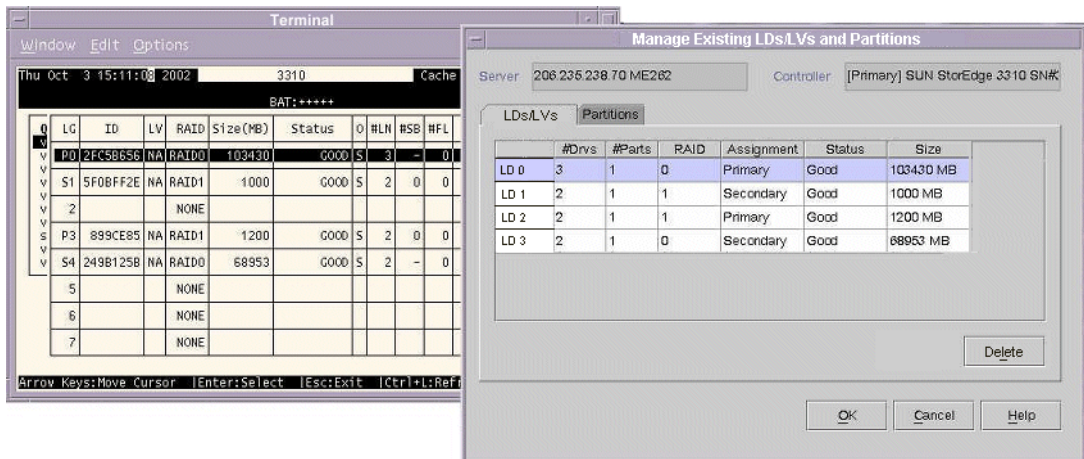 Terminal
Window Edit Options
Thu Oct 3 15:11:08 2002 3310 Cache
BAT:+++++
Q LG ID LV RAID Size(MB) Status O #LN #SB #FL
v
v P0 2FC5B656 NA RAID0 103430 GOOD S 3 - 0
v
v S1 5F0BFF2E NA RAID1 1000 GOOD S 2 0 0
v
v 2 NONE
v
s P3 899CE85 NA RAID1 1200 GOOD S 2 0 0
v
v S4 249B125B NA RAID0 68953 GOOD S 2 - 0
5 NONE
6 NONE
7 NONE
Arrow Keys:Move Cursor |Enter:Select |Esc:Exit |Ctrl+L:Refr
Manage Existing LDs/LVs and Partitions
Server 206.235.238.70 ME262 Controller [Primary] SUN StorEdge 3310 SN#
LDs/LVs Partitions
#Drvs #Parts RAID Assignment Status Size
LD 0 3 1 0 Primary Good 103430 MB
LD 1 2 1 1 Secondary Good 1000 MB
LD 2 2 1 1 Primary Good 1200 MB
LD 3 2 1 0 Secondary Good 68953 MB
Delete
OK Cancel Help